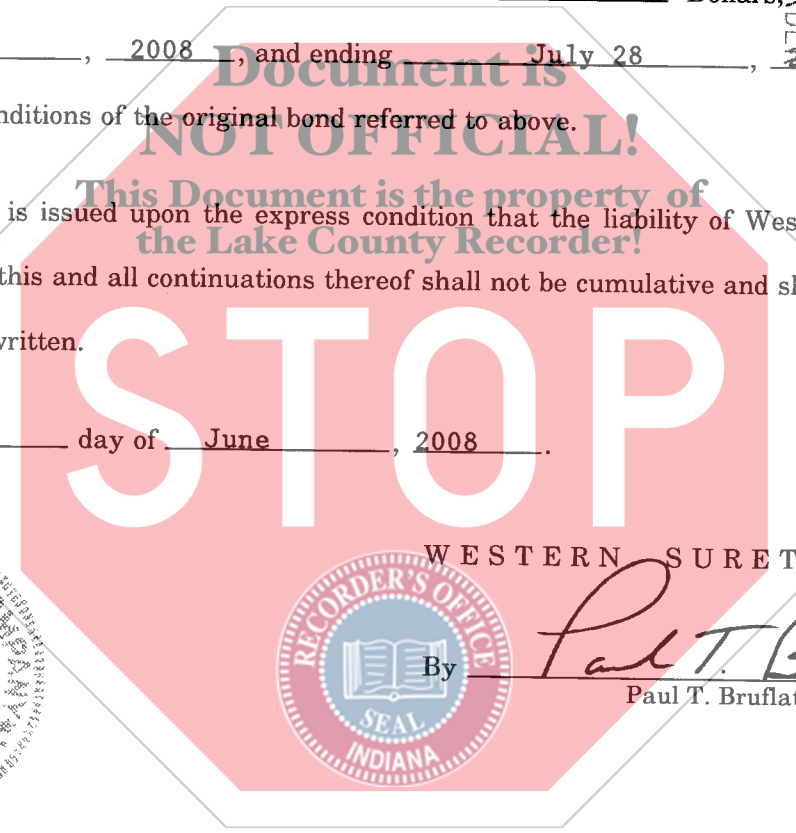 Dollars,
, 2008 , and ending July 28 ,
Document is
nditions of the original bond referred to above.
NOT OFFICIAL!
This Document is the property of
is issued upon the express condition that the liability of Wes
the Lake County Recorder!
this and all continuations thereof shall not be cumulative and sh
written.
STOP
day of June , 2008 .
WESTERN SURET
RECORDER'S OFFICE
SEAL
INDIANA
By Paul T. B
Paul T. Bruflat